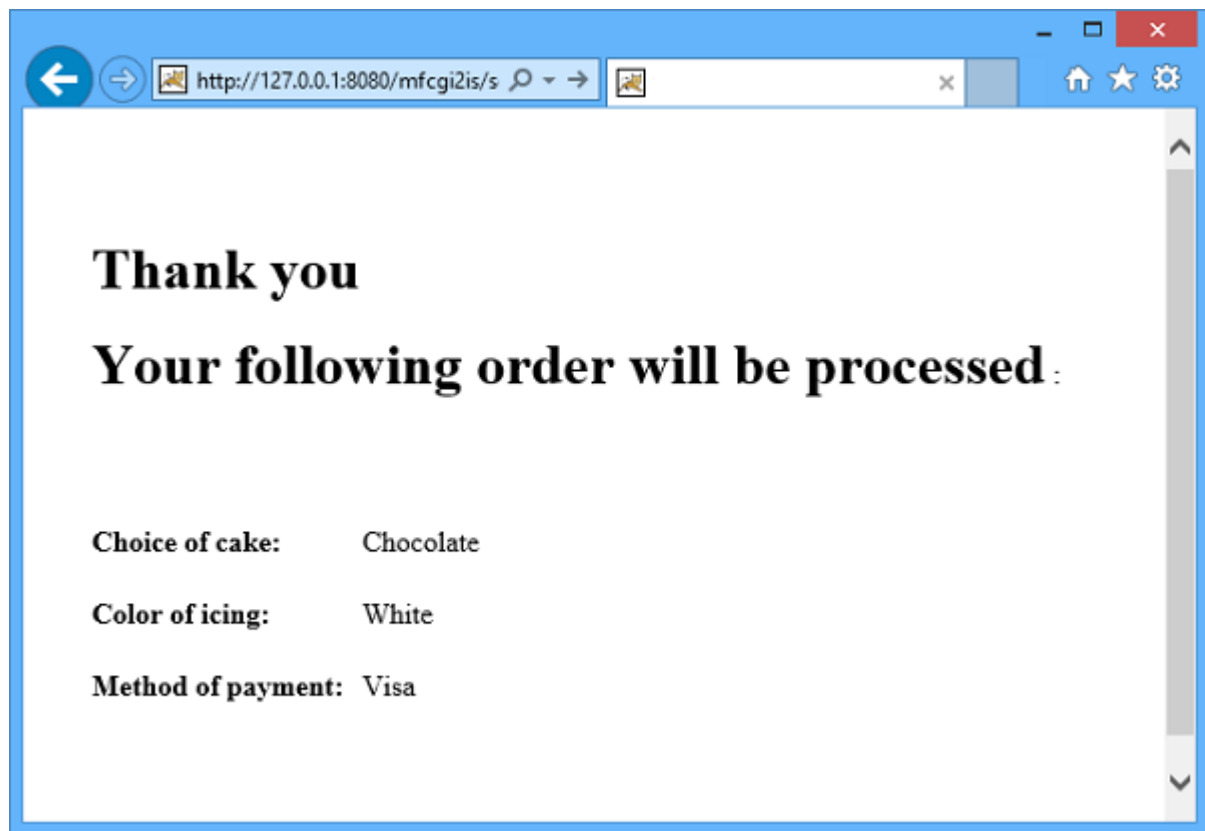 http://127.0.0.1:8080/mfcgi2is/s
Thank you
Your following order will be processed :
Choice of cake: Chocolate
Color of icing: White
Method of payment: Visa